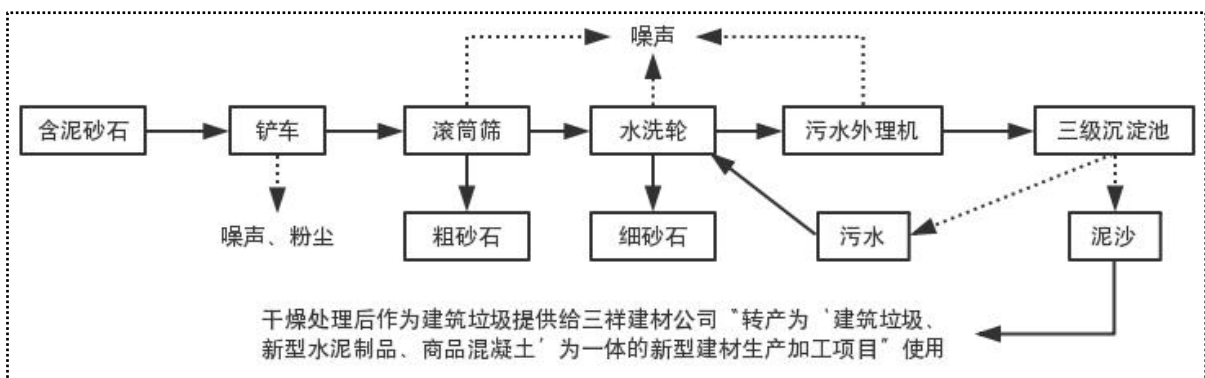 噪声
含泥砂石
铲车
滚筒筛
水洗轮
污水外理机
三级沉淀池
噪声、粉尘
粗砂石
细砂石
污水
泥沙
干燥处理后作为建筑垃圾提供给三祥建材公司“转产为‘建筑垃圾、
新型水泥制品、商品混凝土’为一体的新型建材生产加工项目”使用